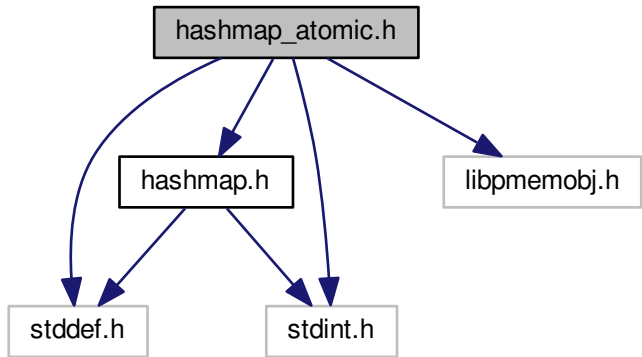 hashmap_atomic.h
hashmap.h
libpmemobj.h
stddef.h
stdint.h